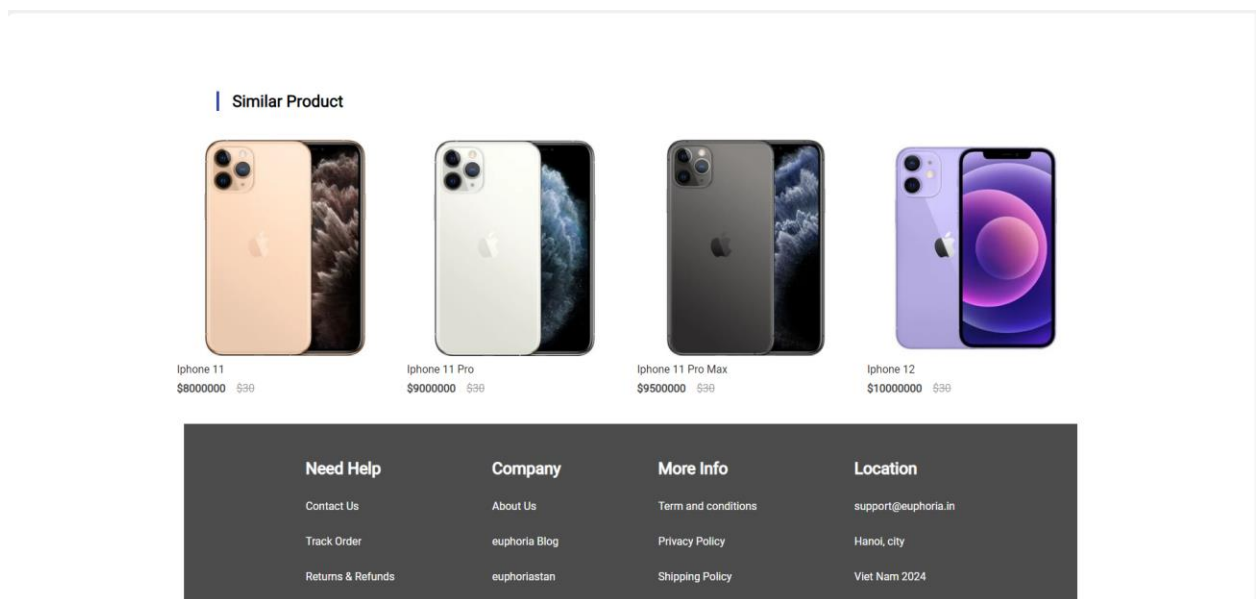 Similar Product
Iphone 11
$8000000 $30
Iphone 11 Pro
$9000000 $30
Iphone 11 Pro Max
$9500000 $30
Iphone 12
$10000000 $30
Need Help
Contact Us
Track Order
Returns & Refunds
Company
About Us
euphoria Blog
euphoriastan
More Info
Term and conditions
Privacy Policy
Shipping Policy
Location
support@euphoria.in
Hanoi, city
Viet Nam 2024